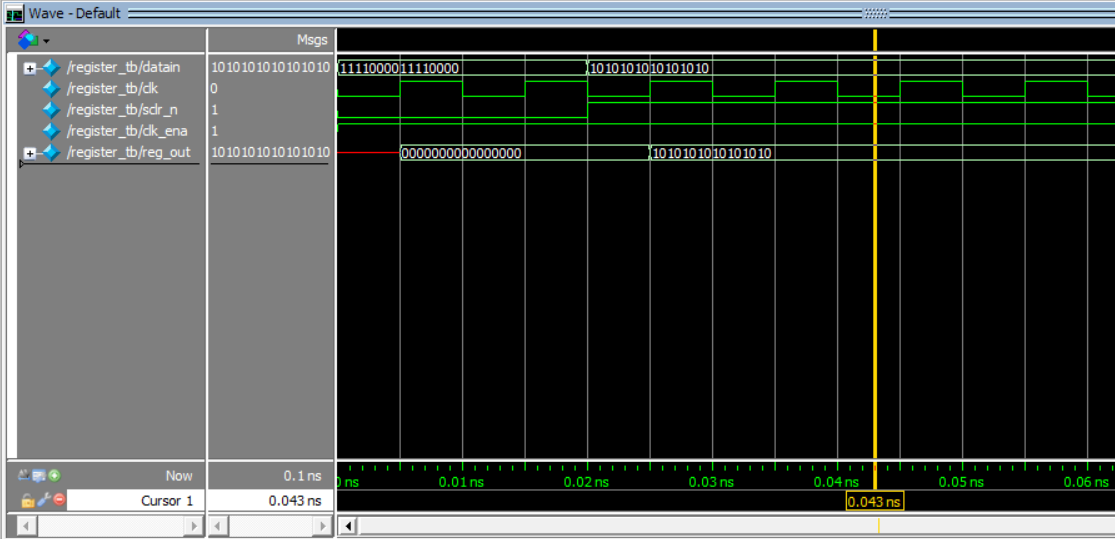 Wave - Default
Msgs
/register_tb/datain 1010101010101010 1111000011110000 1010101010101010
/register_tb/clk 0
/register_tb/sclr_n 1
/register_tb/clk_ena 1
/register_tb/reg_out 1010101010101010 0000000000000000 1010101010101010
Now 0.1 ns ns 0.01 ns 0.02 ns 0.03 ns 0.04 ns 0.05 ns 0.06 ns
Cursor 1 0.043 ns 0.043 ns